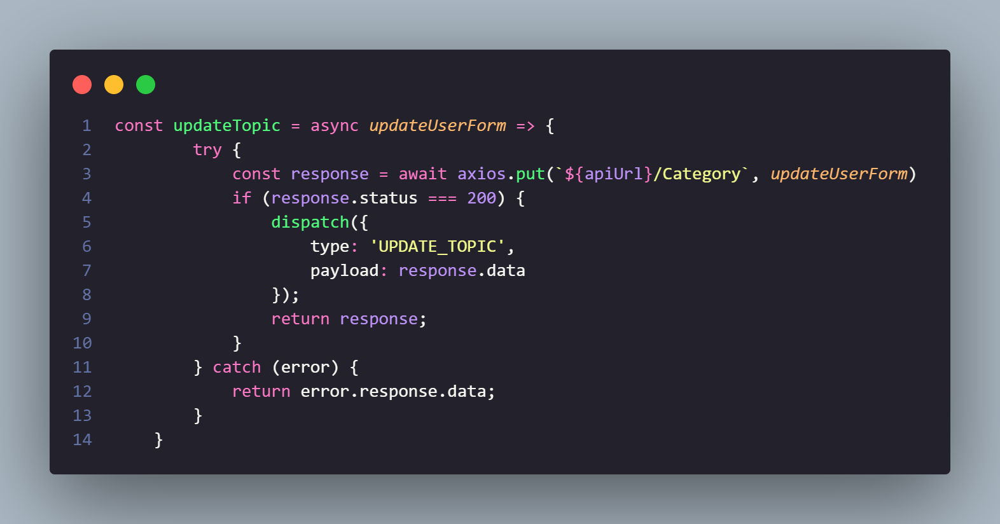 1 const updateTopic = async updateUserForm => {
2 try {
3 const response = await axios.put(`${apiUrl}/Category`, updateUserForm)
4 if (response.status === 200) {
5 dispatch({
6 type: 'UPDATE_TOPIC',
7 payload: response.data
8 });
9 return response;
10 }
11 } catch (error) {
12 return error.response.data;
13 }
14 }